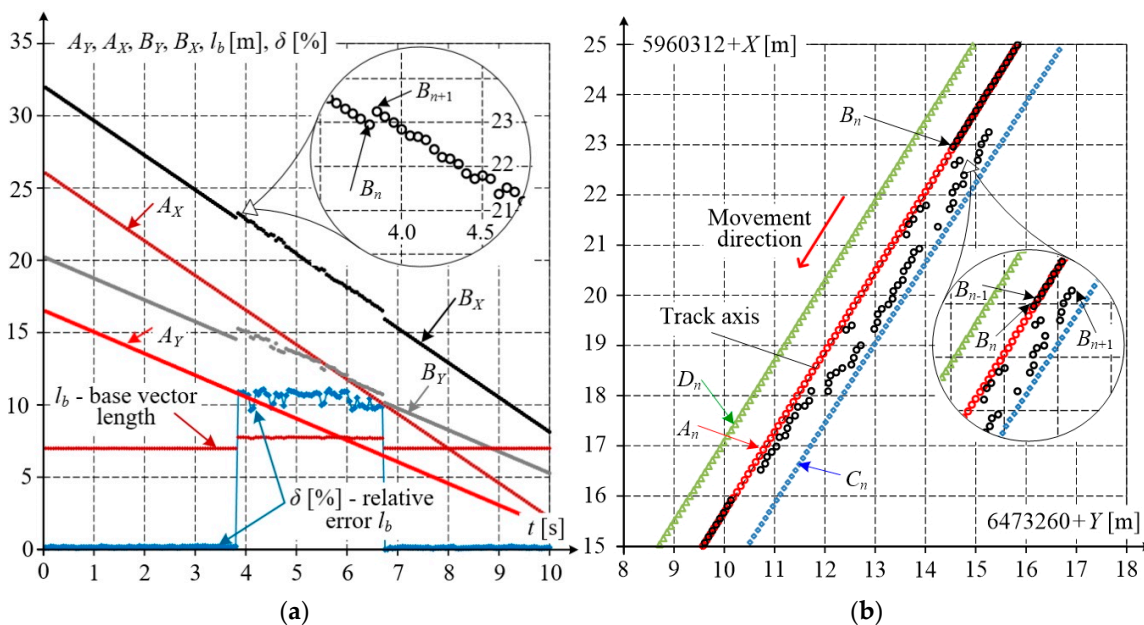 A_Y, A_X, B_Y, B_X, l_b [m], δ [%]
35
30
25
20
15
10
5
0
B_{n+1}
23
22
21
B_n
4.0
4.5
A_X
A_Y
B_X
B_Y
l_b - base vector
length
δ [%] - relative
error l_b
t [s]
0 1 2 3 4 5 6 7 8 9 10
(a)
5960312+X [m]
25
24
23
22
21
20
19
18
17
16
15
B_n
Movement
direction
Track axis
B_{n-1}
B_n
B_{n+1}
D_n
A_n
C_n
6473260+Y [m]
8 9 10 11 12 13 14 15 16 17 18
(b)